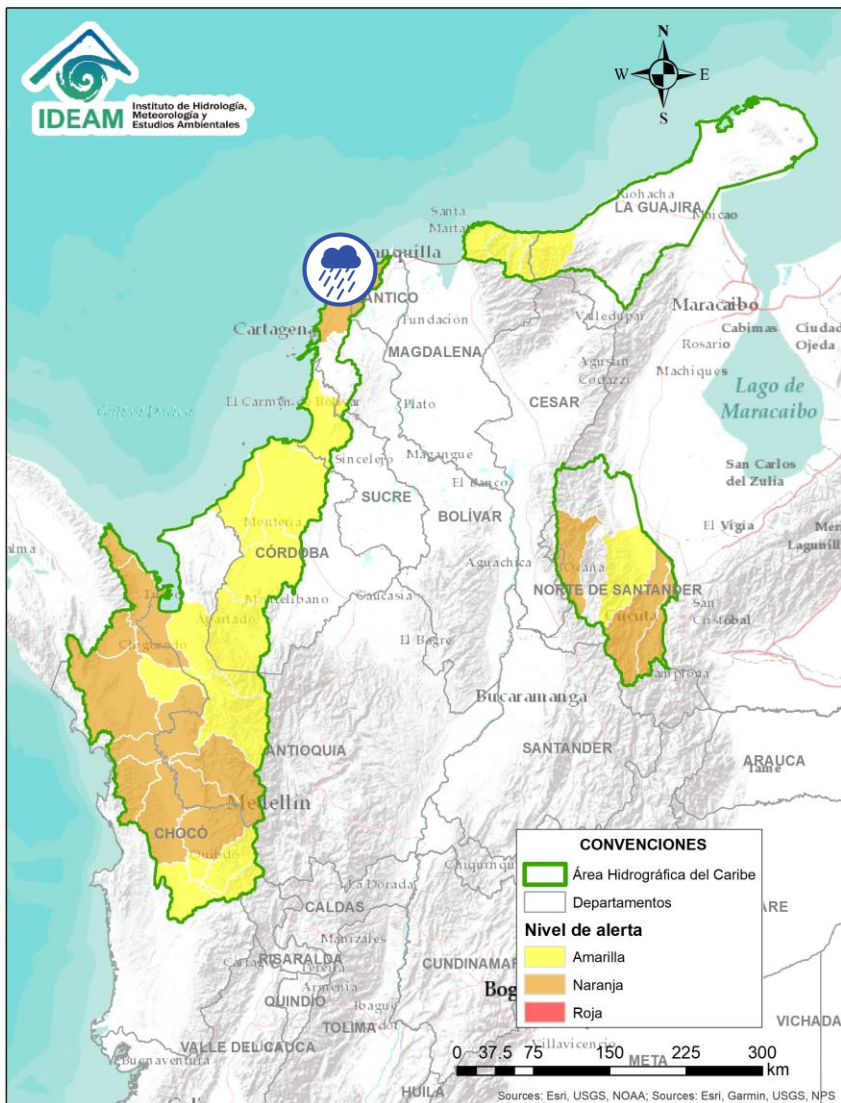 IDEAM
Instituto de Hidrología,
Meteorología y
Estudios Ambientales
N
W
E
S
Riohacha
LA GUAJIRA
Maicao
Santa
Marta
Maracaibo
Cabimas
Ciudad
Ojeda
Rosario
Machiques
Lago de
Maracaibo
Valledupar
Cartagena
Fundación
MAGDALENA
Agustín
Codazzi
CESAR
El Carmen de Bolívar
Plato
Sincelejo
Magangué
San Carlos
del Zulia
SUCRE
El Banco
BOLÍVAR
El Vigía
Montería
CÓRDOBA
Aguachica
Ocaña
NORTE DE SANTANDER
Montelíbano
Caucasia
San
Cristóbal
Cúcuta
Apartadó
Chigorodó
El Bagre
Bucaramanga
SANTANDER
ANTIOQUIA
ARAUCA
Tame
Medellín
CHOCÓ
Quibdó
La Dorada
CALDAS
Manizales
RISARALDA
Pereira
Armenia
QUINDÍO
Ibagué
TOLIMA
VALLE DEL CAUCA
Buenaventura
HUILA
Villavicencio
META
VICHADA
CONVENCIONES
Área Hidrográfica del Caribe
Departamentos
Nivel de alerta
Amarilla
Naranja
Roja
0 37.5 75 150 225 300
km
Sources: Esri, USGS, NOAA; Sources: Esri, Garmin, USGS, NPS